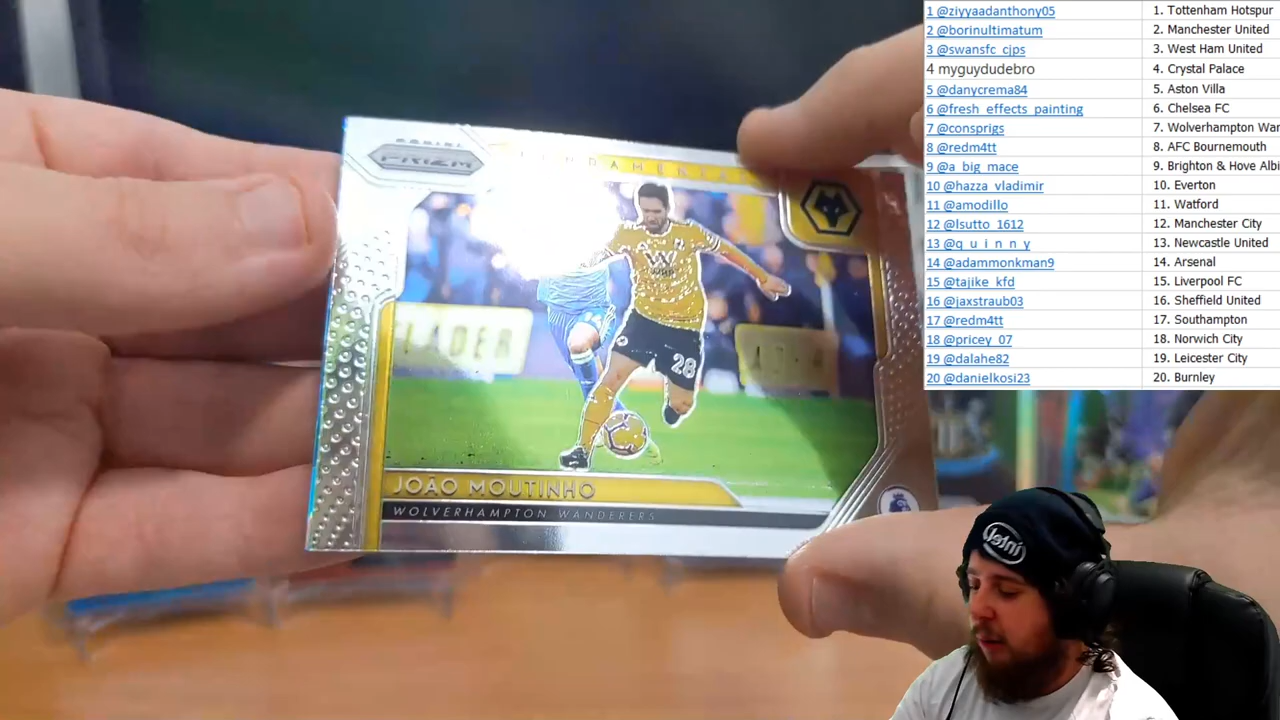 PANINI
PRIZM
FUNDAMENTALS
28
JOÃO MOUTINHO
WOLVERHAMPTON WANDERERS
intel
1 @ziyyaadanthony05 1. Tottenham Hotspur
2 @borinultimatum 2. Manchester United
3 @swansfc_cjps 3. West Ham United
4 myguydudebro 4. Crystal Palace
5 @danycrema84 5. Aston Villa
6 @fresh_effects_painting 6. Chelsea FC
7 @consprigs 7. Wolverhampton Wan
8 @redm4tt 8. AFC Bournemouth
9 @a_big_mace 9. Brighton & Hove Albi
10 @hazza_vladimir 10. Everton
11 @amodillo 11. Watford
12 @lsutto_1612 12. Manchester City
13 @q_u_i_n_n_y 13. Newcastle United
14 @adammonkman9 14. Arsenal
15 @tajike_kfd 15. Liverpool FC
16 @jaxstraub03 16. Sheffield United
17 @redm4tt 17. Southampton
18 @pricey_07 18. Norwich City
19 @dalahe82 19. Leicester City
20 @danielkosi23 20. Burnley